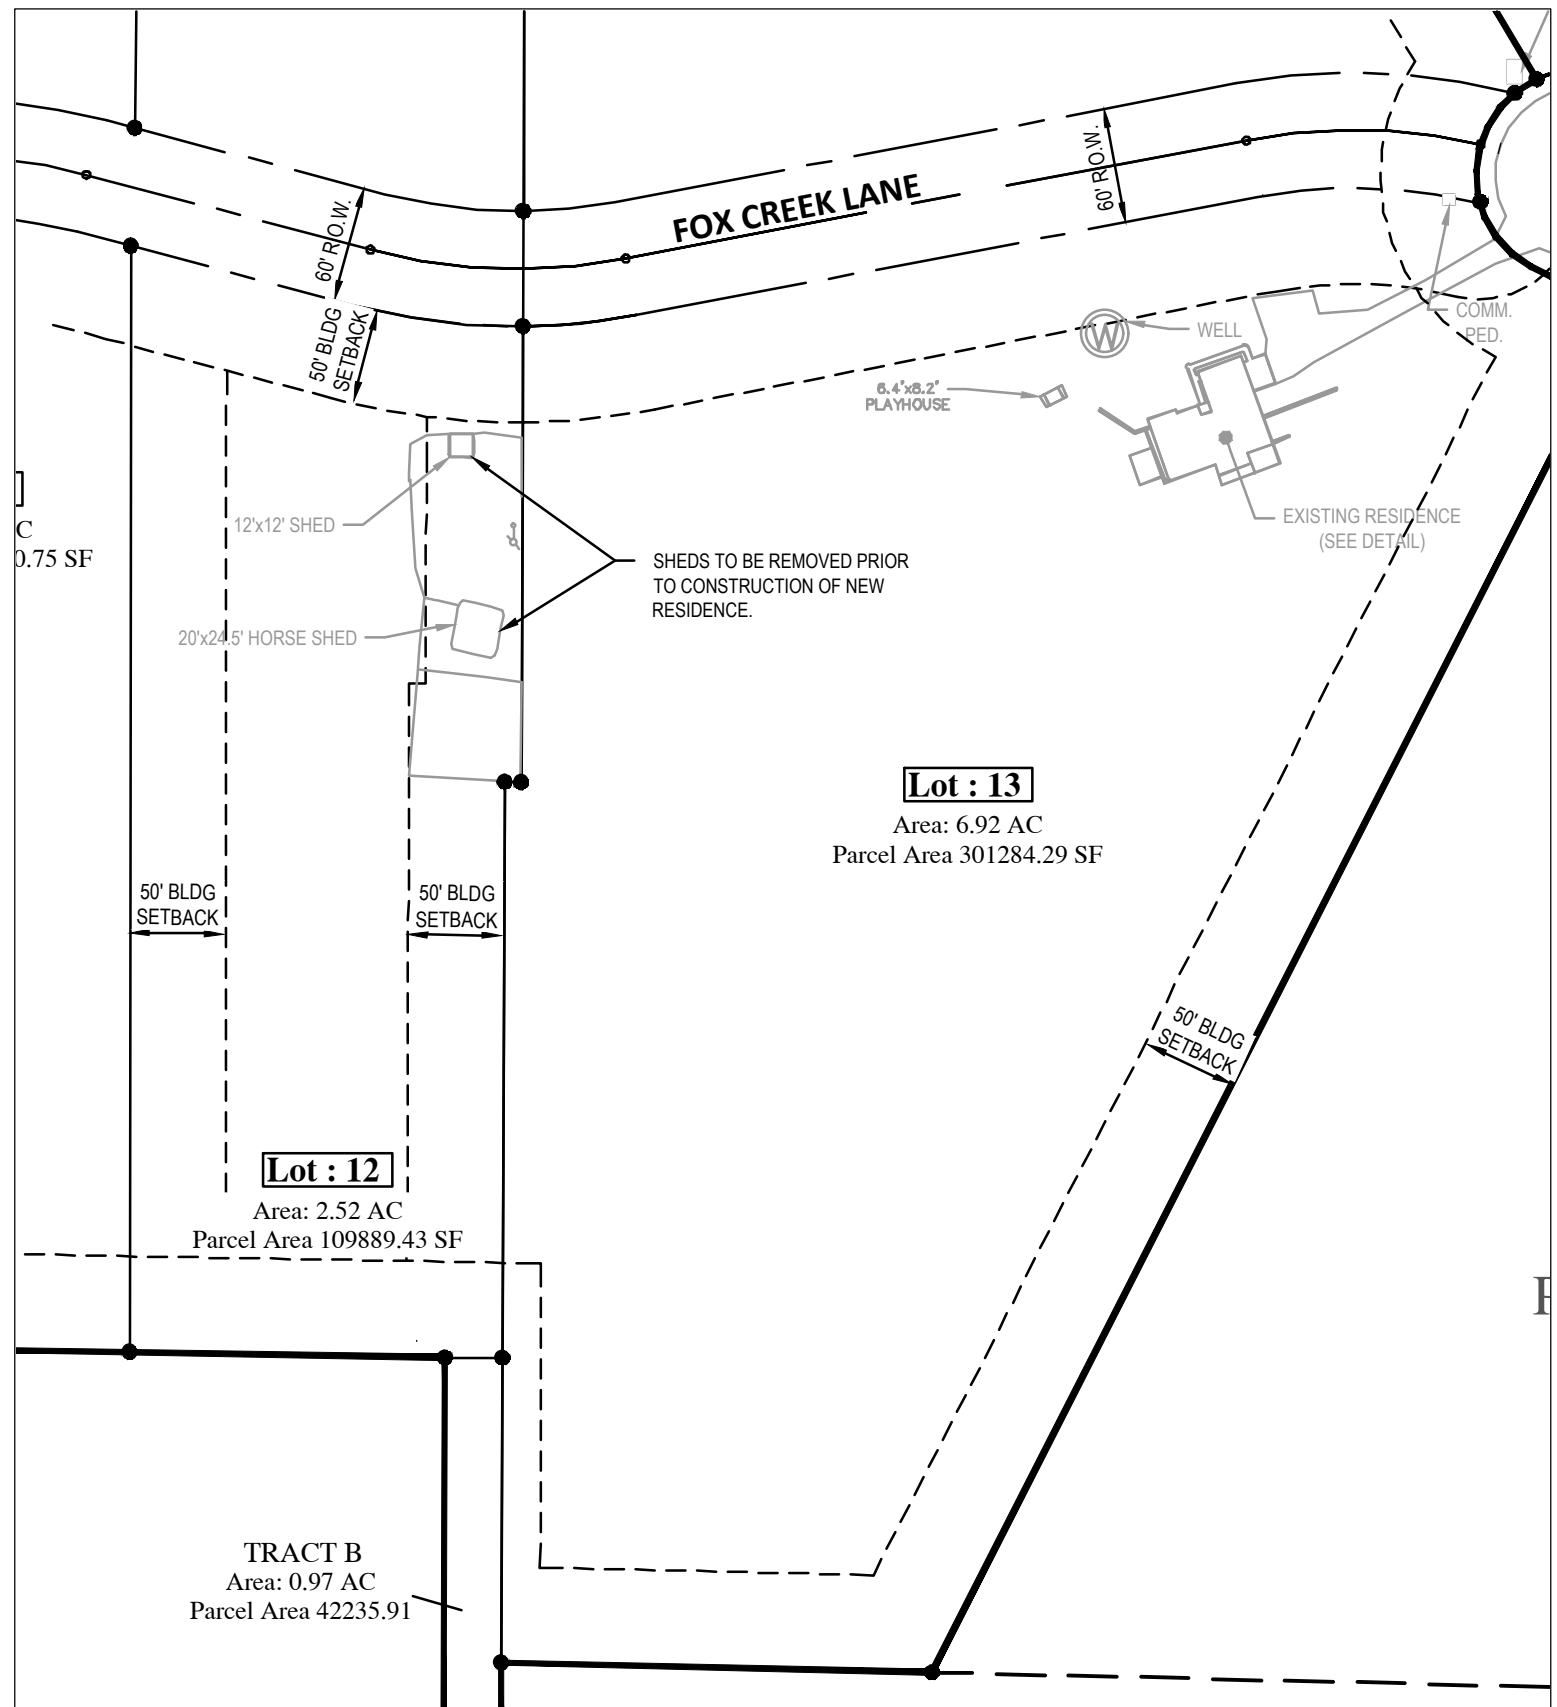 FOX CREEK LANE
60' R.O.W.
60' R.O.W.
50' BLDG
SETBACK
WELL
COMM.
PED.
6.4'x8.2'
PLAYHOUSE
EXISTING RESIDENCE
(SEE DETAIL)
W
12'x12' SHED
C
0.75 SF
SHEDS TO BE REMOVED PRIOR
TO CONSTRUCTION OF NEW
RESIDENCE.
20'x24.5' HORSE SHED
Lot : 13
Area: 6.92 AC
Parcel Area 301284.29 SF
50' BLDG
SETBACK
50' BLDG
SETBACK
50' BLDG
SETBACK
Lot : 12
Area: 2.52 AC
Parcel Area 109889.43 SF
TRACT B
Area: 0.97 AC
Parcel Area 42235.91